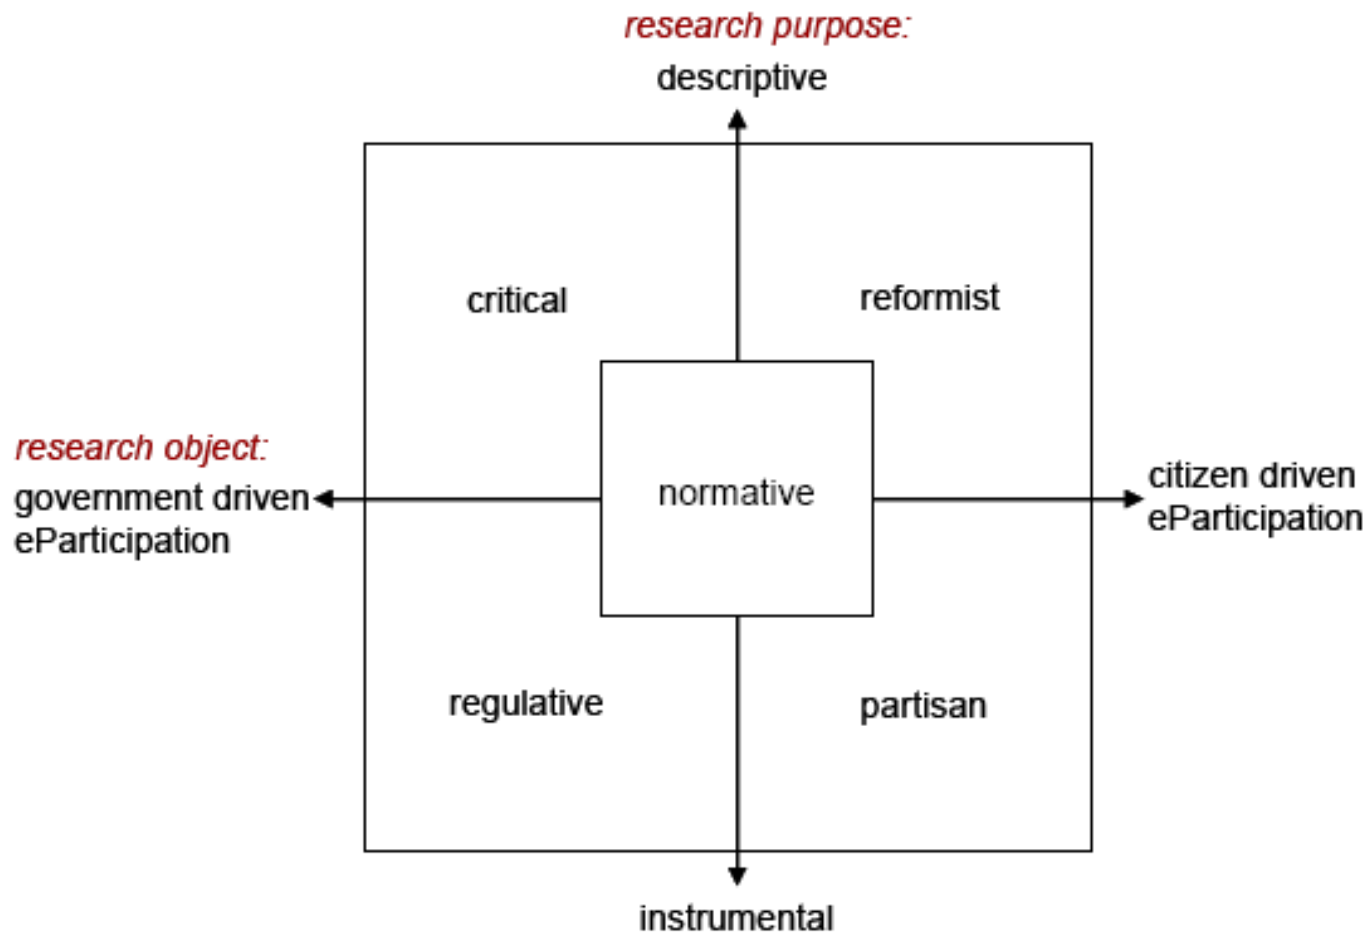 research purpose:
descriptive
critical
reformist
research object:
government driven
eParticipation
normative
citizen driven
eParticipation
regulative
partisan
instrumental